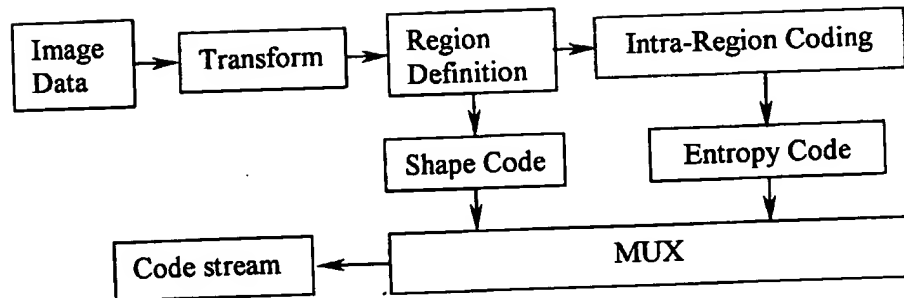 Image
Data
Transform
Region
Definition
Intra-Region Coding
Shape Code
Entropy Code
MUX
Code stream